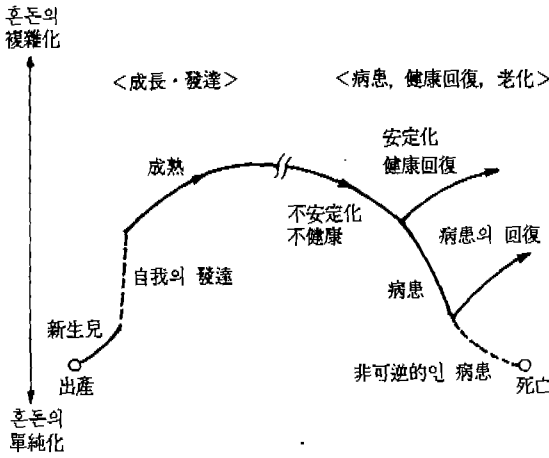 혼돈의
複雜化
<成長·發達>
<病患, 健康回復, 老化>
安定化
健康回復
成熟
不安定化
不健康
病患의 回復
自我의 發達
病患
新生兒
出產
非可逆的인 病患
死亡
혼돈의
單純化